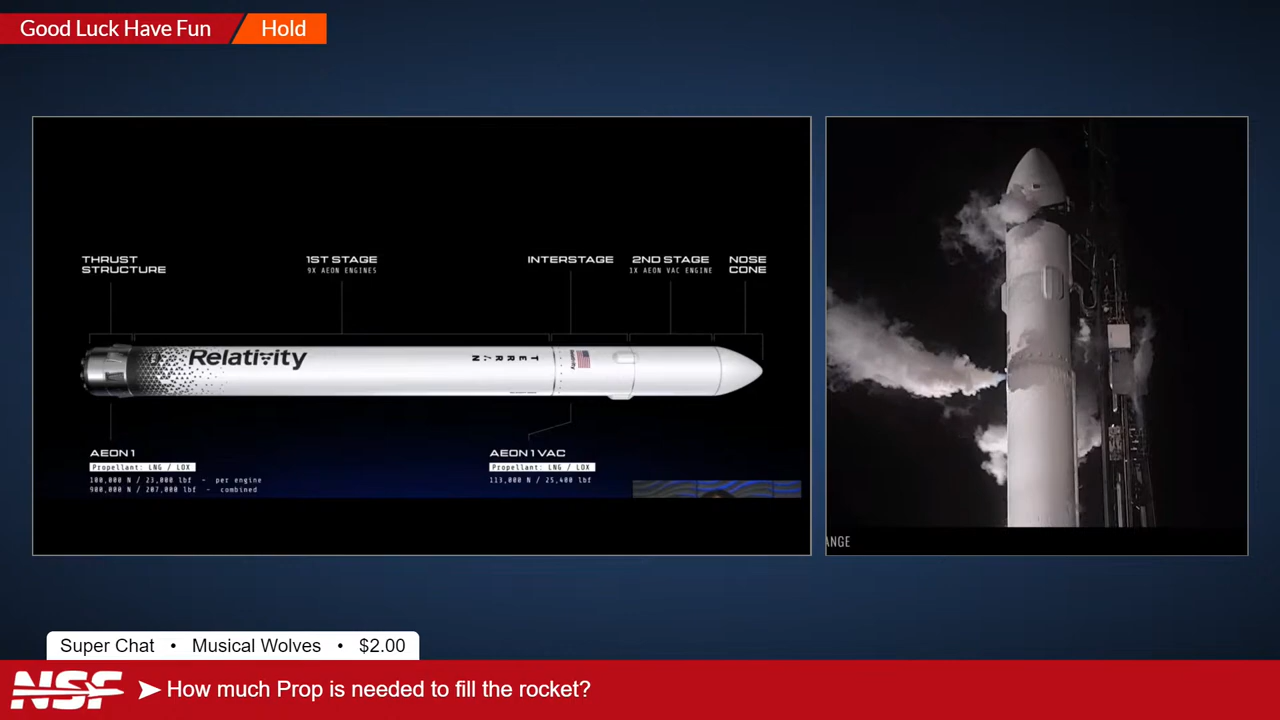 Good Luck Have Fun
Hold
THRUST
STRUCTURE
1ST STAGE
9X AEON ENGINES
INTERSTAGE
2ND STAGE
1X AEON VAC ENGINE
NOSE
CONE
Relativity
TERRAN
AEON 1
Propellant: LNG / LOX
100,000 N / 23,000 lbf - per engine
900,000 N / 207,000 lbf - combined
AEON 1 VAC
Propellant: LNG / LOX
113,000 N / 25,400 lbf
ANGE
Super Chat • Musical Wolves • $2.00
NSF
How much Prop is needed to fill the rocket?